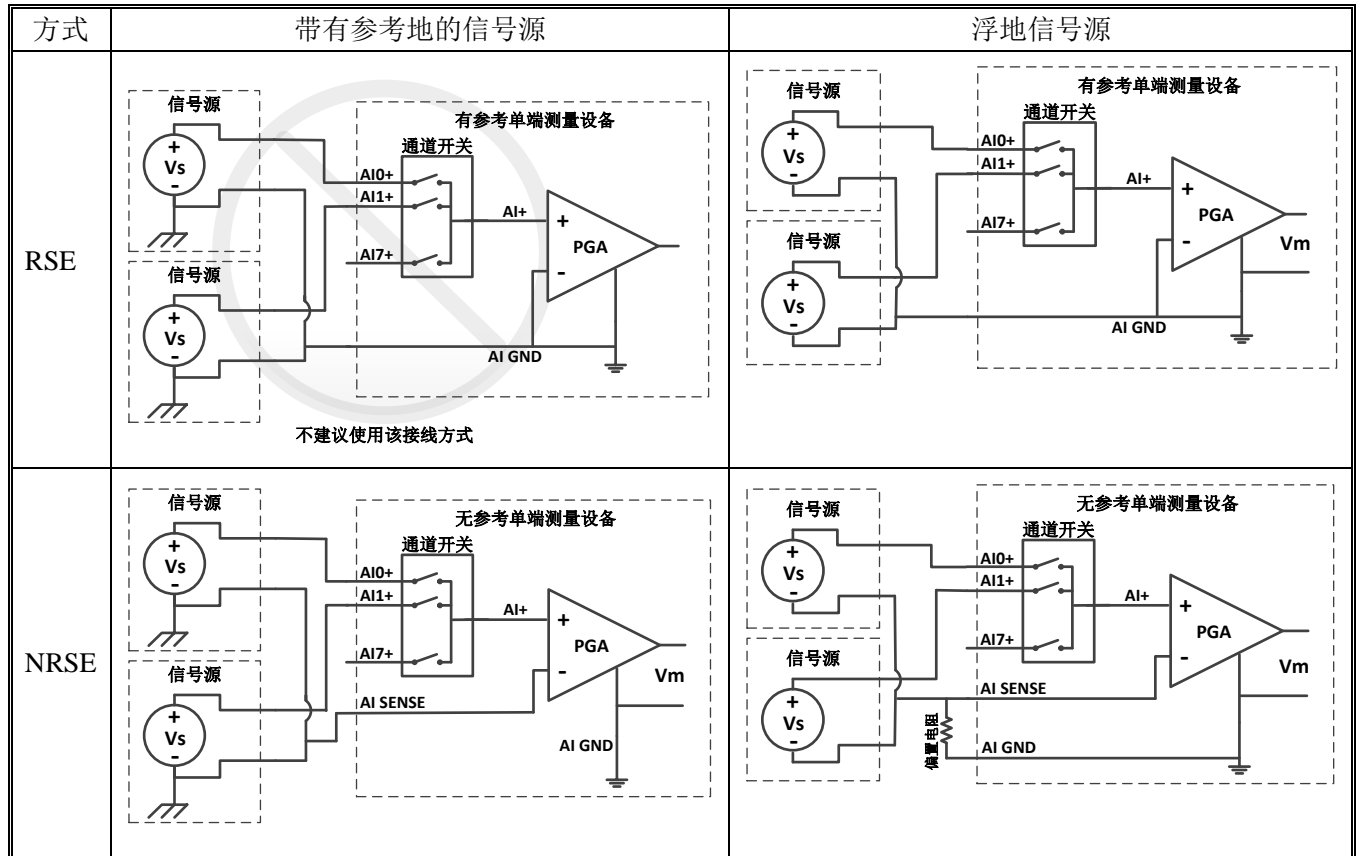 方式
带有参考地的信号源
浮地信号源
RSE
信号源
+
Vs
-
信号源
+
Vs
-
有参考单端测量设备
通道开关
AI0+
AI1+
AI7+
AI+
+
PGA
-
AI GND
不建议使用该接线方式
信号源
+
Vs
-
信号源
+
Vs
-
有参考单端测量设备
通道开关
AI0+
AI1+
AI7+
AI+
+
PGA
-
Vm
AI GND
NRSE
信号源
+
Vs
-
信号源
+
Vs
-
无参考单端测量设备
通道开关
AI0+
AI1+
AI7+
AI+
+
PGA
-
Vm
AI SENSE
AI GND
信号源
+
Vs
-
信号源
+
Vs
-
无参考单端测量设备
通道开关
AI0+
AI1+
AI7+
AI+
+
PGA
-
Vm
AI SENSE
偏置电阻
AI GND